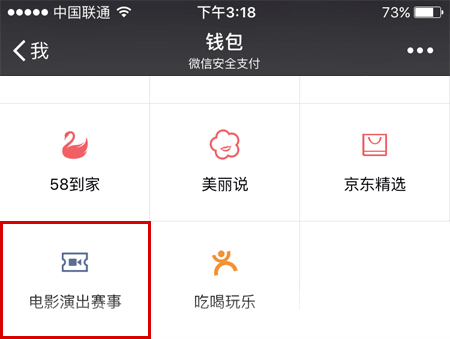 中国联通 下午3:18 73%
我 钱包
微信安全支付
58到家 美丽说 京东精选
电影演出赛事 吃喝玩乐